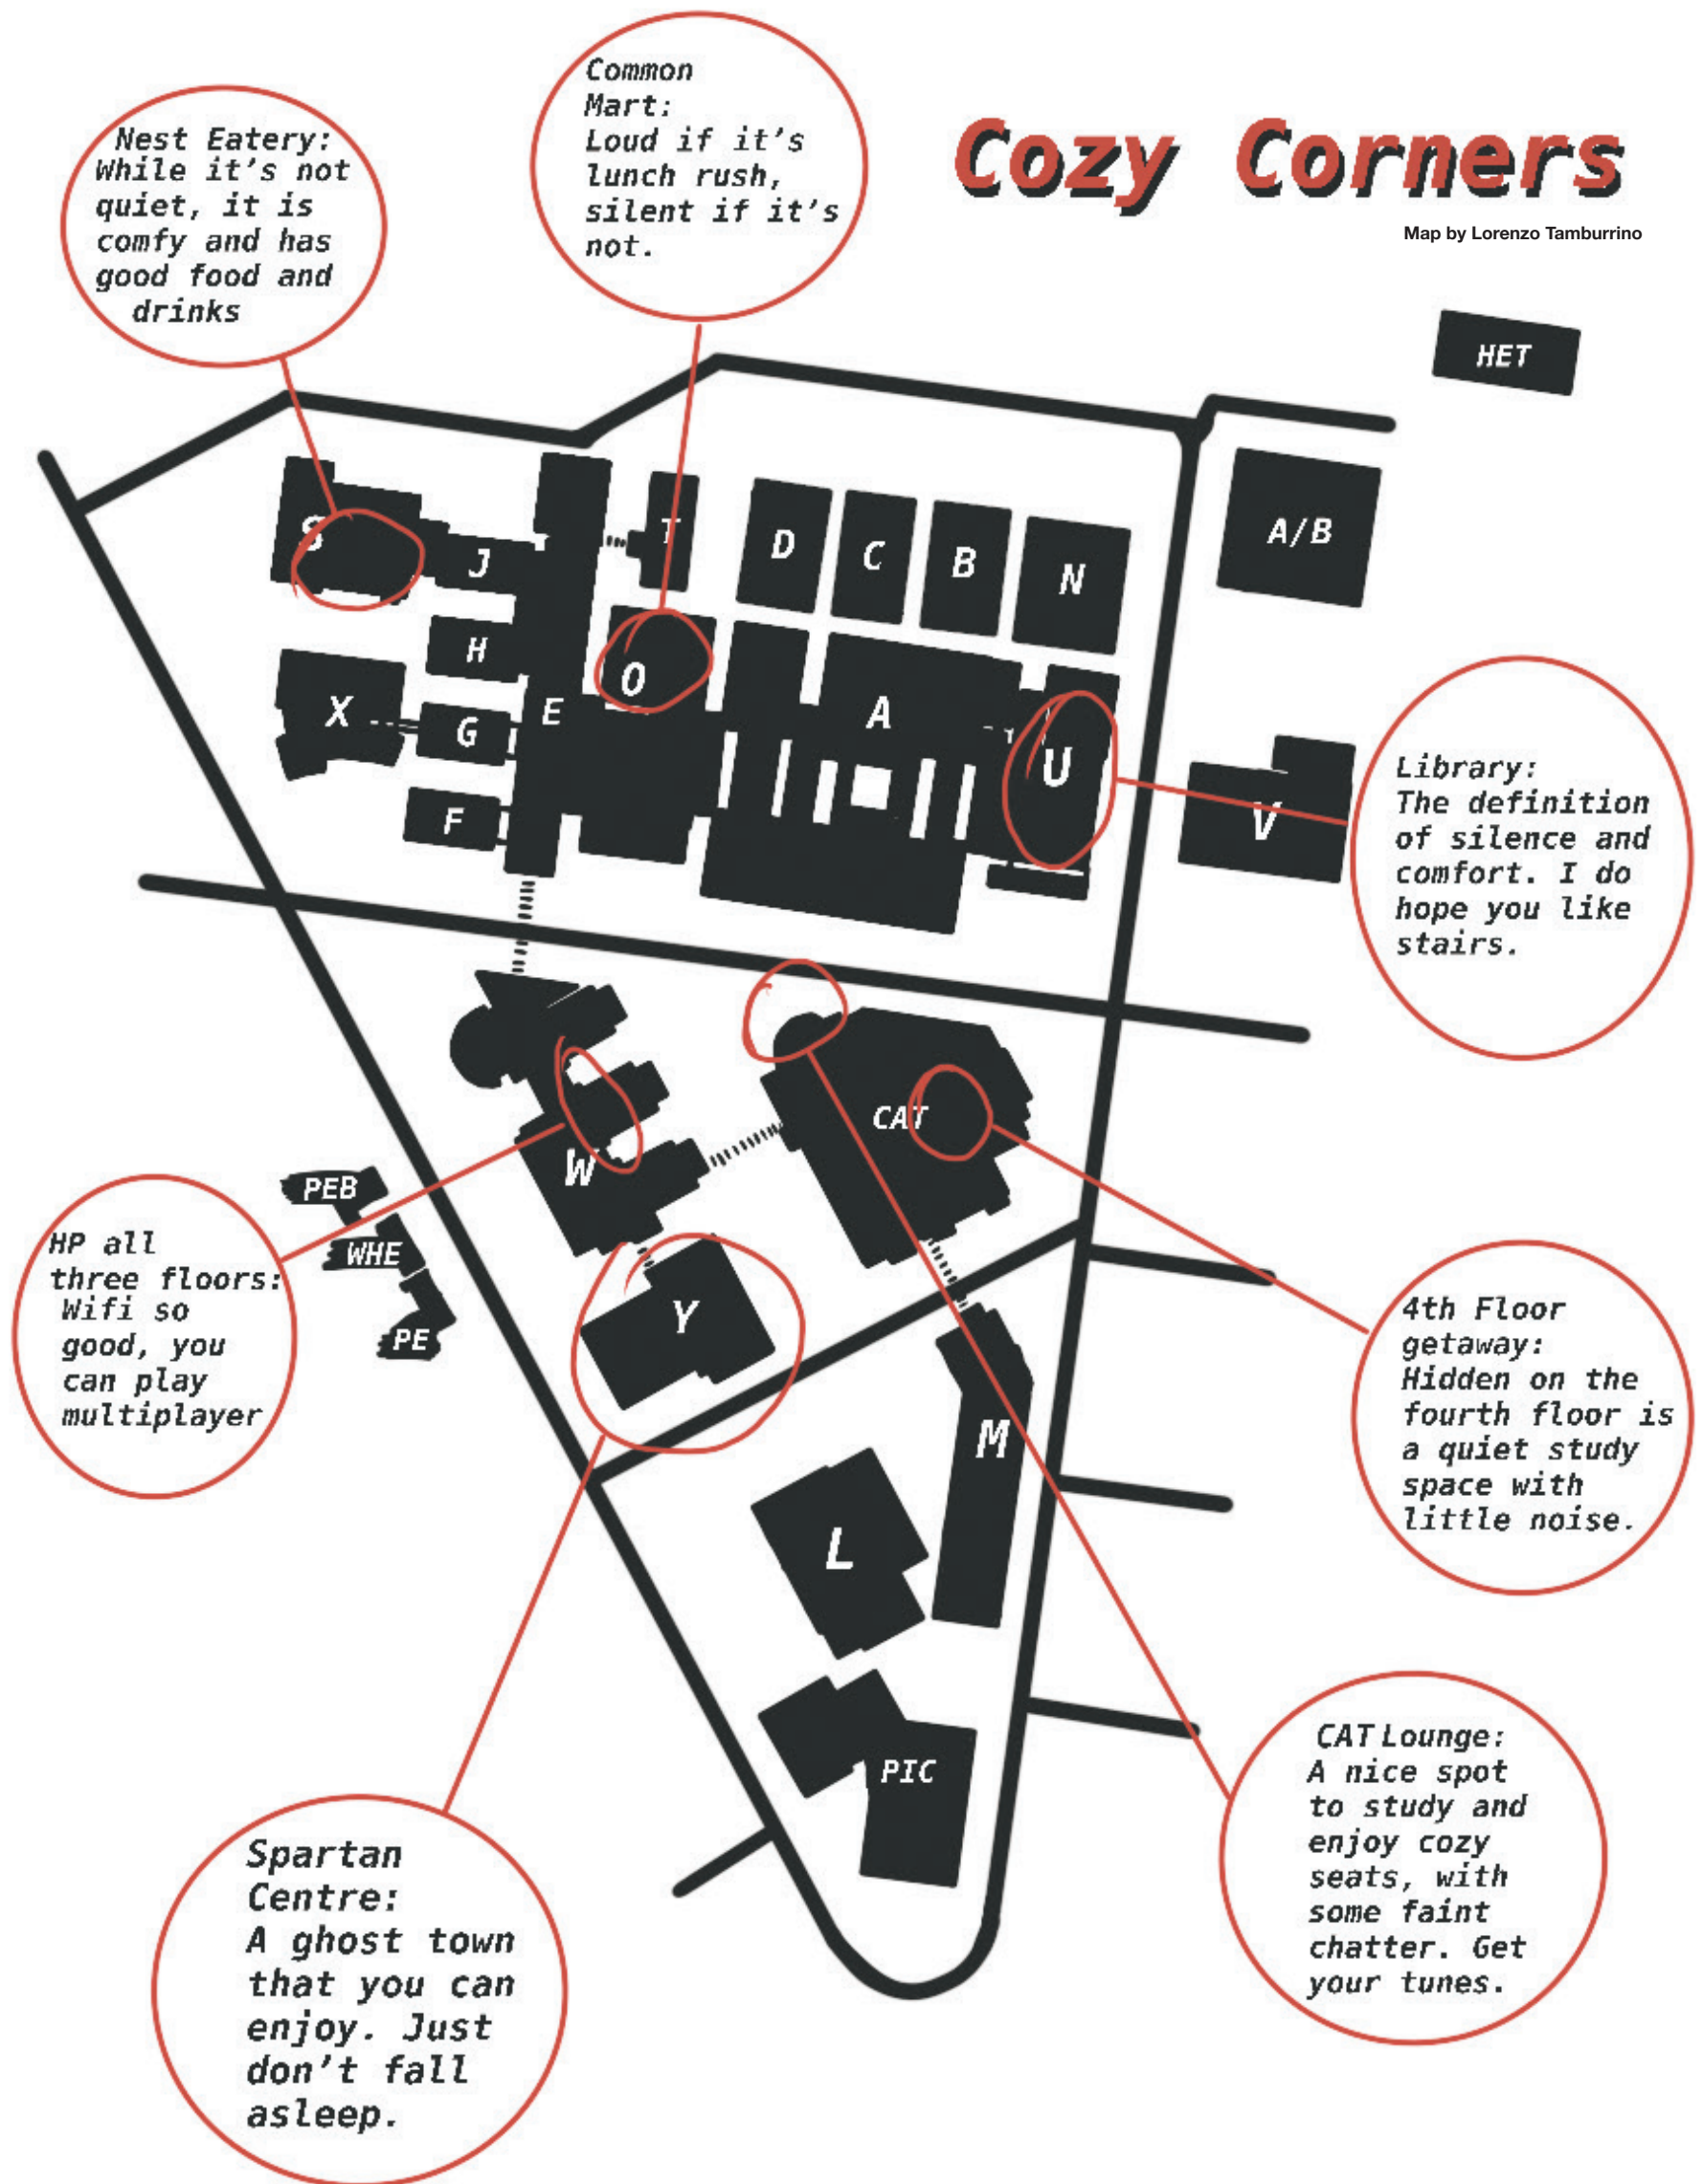 Cozy Corners
Map by Lorenzo Tamburrino
Common
Mart:
Loud if it's
lunch rush,
silent if it's
not.
Nest Eatery:
While it's not
quiet, it is
comfy and has
good food and
drinks
HET
S
J
T
D
C
B
N
A/B
H
O
X
G
E
A
U
F
V
Library:
The definition
of silence and
comfort. I do
hope you like
stairs.
CAT
W
PEB
WHE
PE
Y
HP all
three floors:
Wifi so
good, you
can play
multiplayer
4th Floor
getaway:
Hidden on the
fourth floor is
a quiet study
space with
little noise.
M
L
PIC
CAT Lounge:
A nice spot
to study and
enjoy cozy
seats, with
some faint
chatter. Get
your tunes.
Spartan
Centre:
A ghost town
that you can
enjoy. Just
don't fall
asleep.